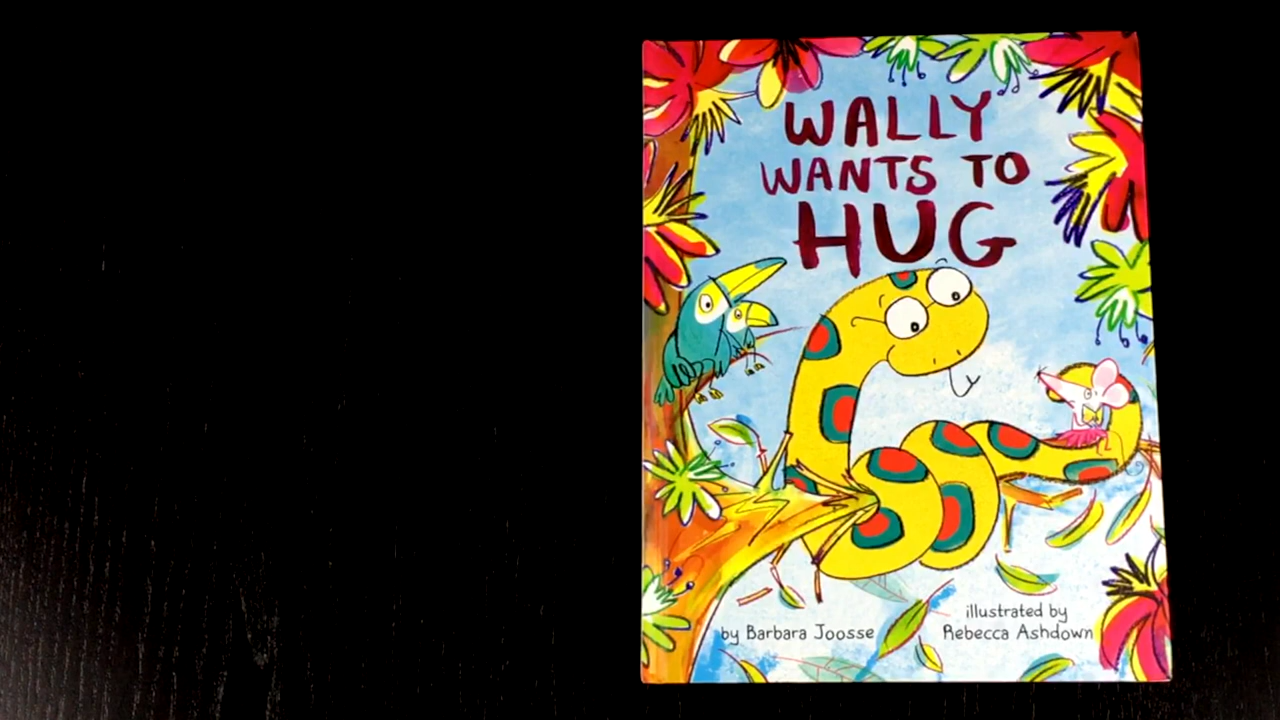 WALLY
WANTS TO
HUG
by Barbara Joosse
illustrated by
Rebecca Ashdown